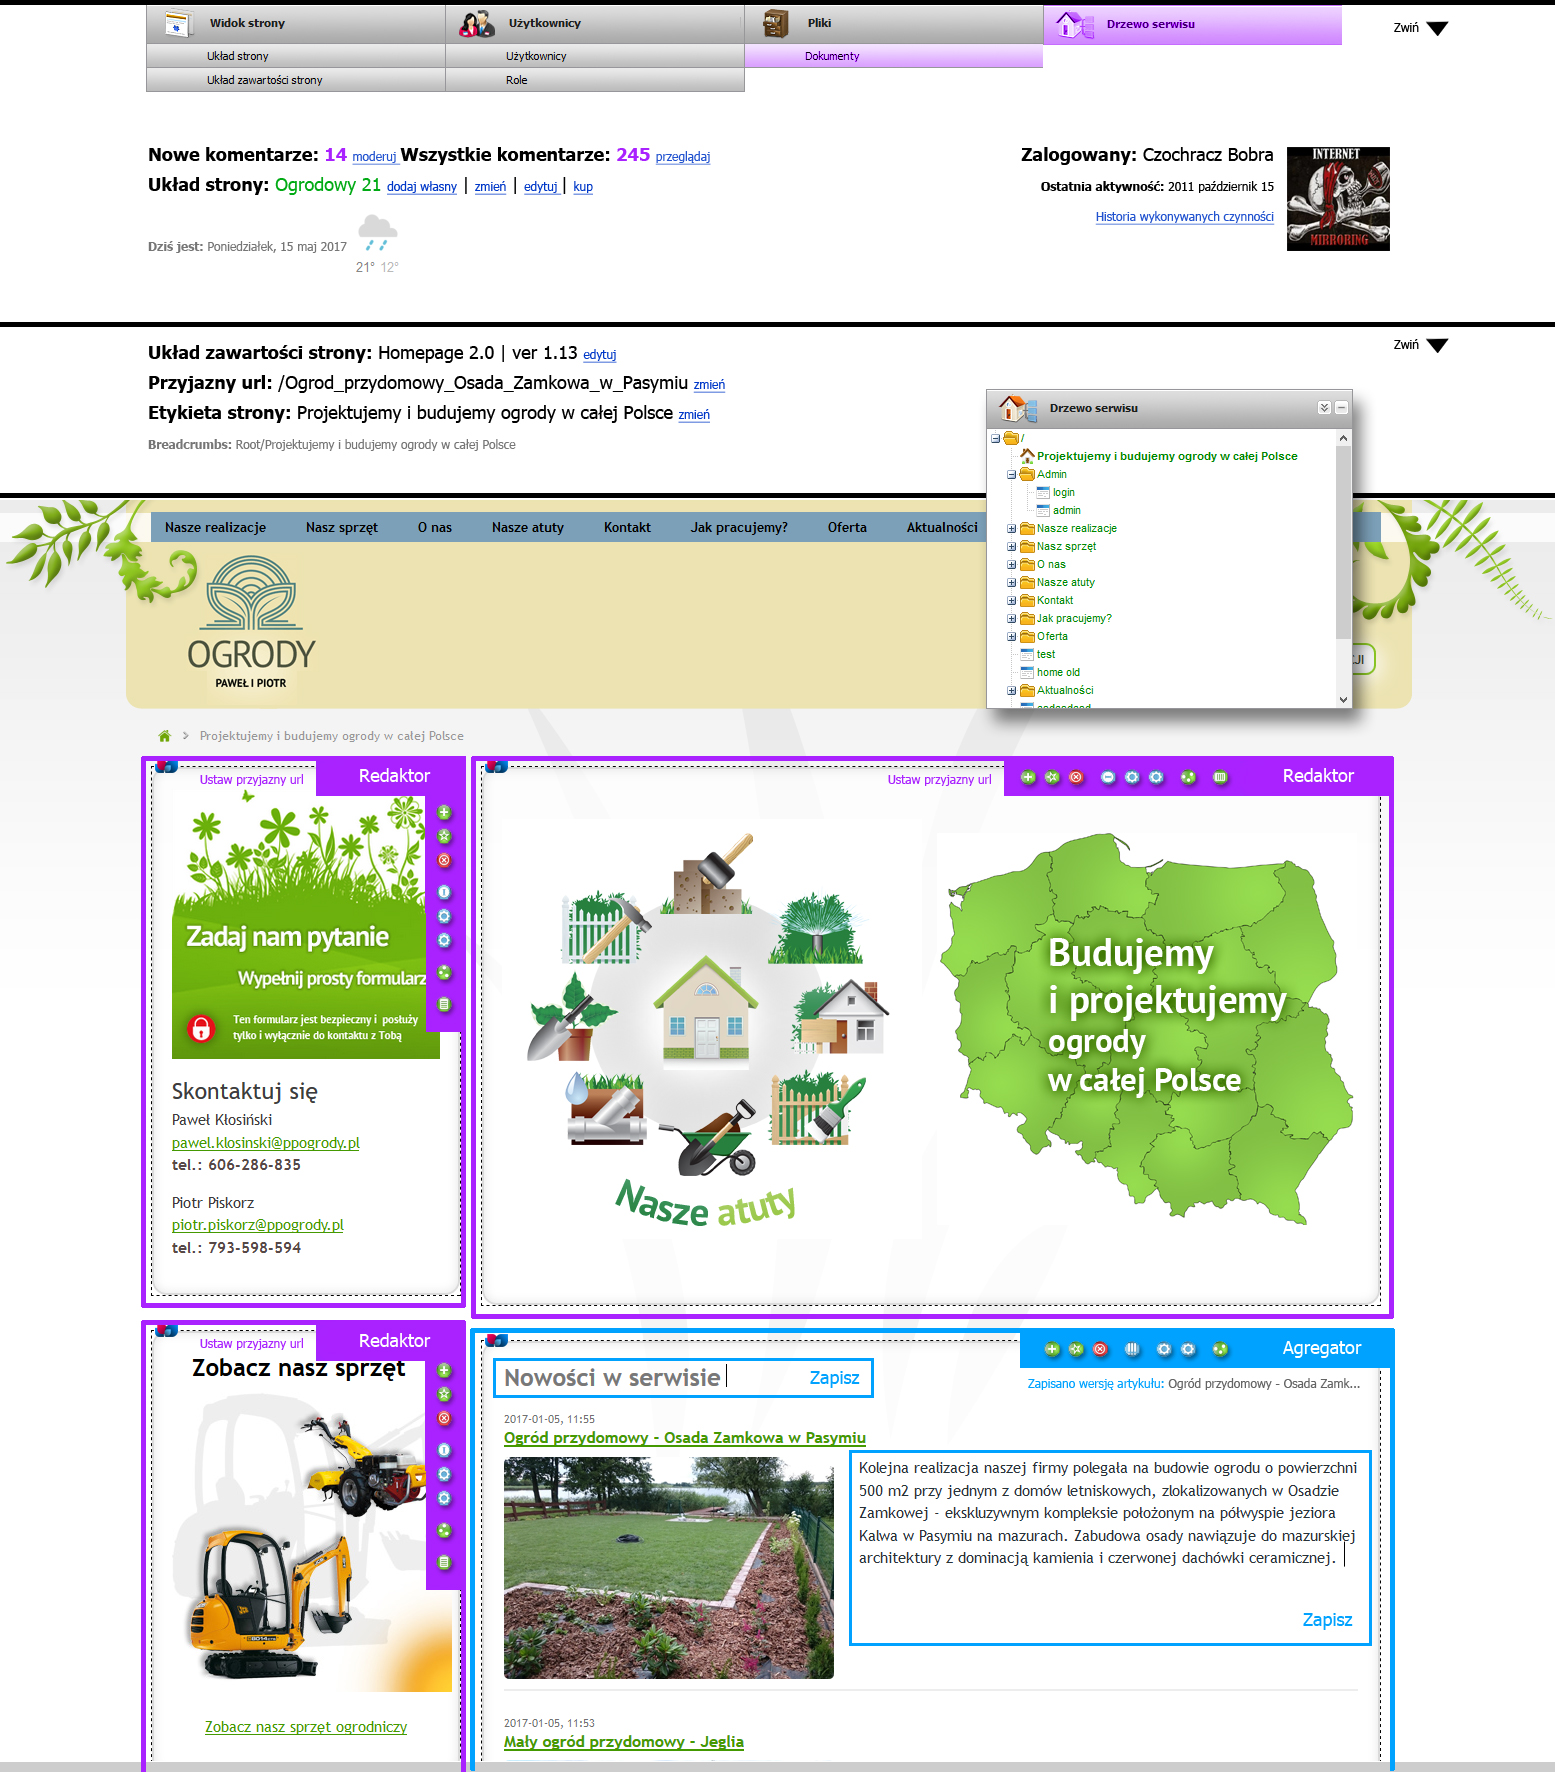 Widok strony
Użytkownicy
Pliki
Drzewo serwisu
Zwiń
Układ strony
Użytkownicy
Dokumenty
Układ zawartości strony
Role
Nowe komentarze: 14 moderuj Wszystkie komentarze: 245 przeglądaj
Układ strony: Ogrodowy 21 dodaj własny | zmień | edytuj | kup
Dziś jest: Poniedziałek, 15 maj 2017
21° 12°
Zalogowany: Czochracz Bobra
Ostatnia aktywność: 2011 październik 15
Historia wykonywanych czynności
INTERNET
MIRRORING
Układ zawartości strony: Homepage 2.0 | ver 1.13 edytuj
Zwiń
Przyjazny url: /Ogrod_przydomowy_Osada_Zamkowa_w_Pasymiu zmień
Etykieta strony: Projektujemy i budujemy ogrody w całej Polsce zmień
Breadcrumbs: Root/Projektujemy i budujemy ogrody w całej Polsce
Drzewo serwisu
/
Projektujemy i budujemy ogrody w całej Polsce
Admin
login
admin
Nasze realizacje
Nasz sprzęt
O nas
Nasze atuty
Kontakt
Jak pracujemy?
Oferta
test
home old
Aktualności
Nasze realizacje
Nasz sprzęt
O nas
Nasze atuty
Kontakt
Jak pracujemy?
Oferta
Aktualności
OGRODY
PAWEŁ I PIOTR
Projektujemy i budujemy ogrody w całej Polsce
Ustaw przyjazny url
Redaktor
Zadaj nam pytanie
Wypełnij prosty formularz
Ten formularz jest bezpieczny i posłuży
tylko i wyłącznie do kontaktu z Tobą
Skontaktuj się
Paweł Kłosiński
pawel.klosinski@ppogrody.pl
tel.: 606-286-835
Piotr Piskorz
piotr.piskorz@ppogrody.pl
tel.: 793-598-594
Ustaw przyjazny url
Redaktor
Nasze atuty
Budujemy
i projektujemy
ogrody
w całej Polsce
Ustaw przyjazny url
Redaktor
Zobacz nasz sprzęt
Zobacz nasz sprzęt ogrodniczy
Agregator
Nowości w serwisie
Zapisz
Zapisano wersję artykułu: Ogród przydomowy - Osada Zamk...
2017-01-05, 11:55
Ogród przydomowy - Osada Zamkowa w Pasymiu
Kolejna realizacja naszej firmy polegała na budowie ogrodu o powierzchni
500 m2 przy jednym z domów letniskowych, zlokalizowanych w Osadzie
Zamkowej - ekskluzywnym kompleksie położonym na półwyspie jeziora
Kalwa w Pasymiu na mazurach. Zabudowa osady nawiązuje do mazurskiej
architektury z dominacją kamienia i czerwonej dachówki ceramicznej.
Zapisz
2017-01-05, 11:53
Mały ogród przydomowy - Jeglia